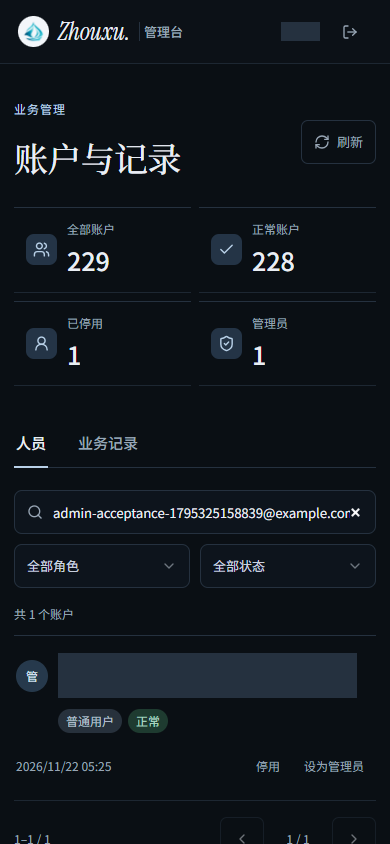 Zhouxu. 管理台
业务管理
账户与记录
刷新
全部账户
229
正常账户
228
已停用
1
管理员
1
人员 业务记录
admin-acceptance-1795325158839@example.com
全部角色 全部状态
共 1 个账户
管
普通用户 正常
2026/11/22 05:25 停用 设为管理员
1–1 / 1 1 / 1